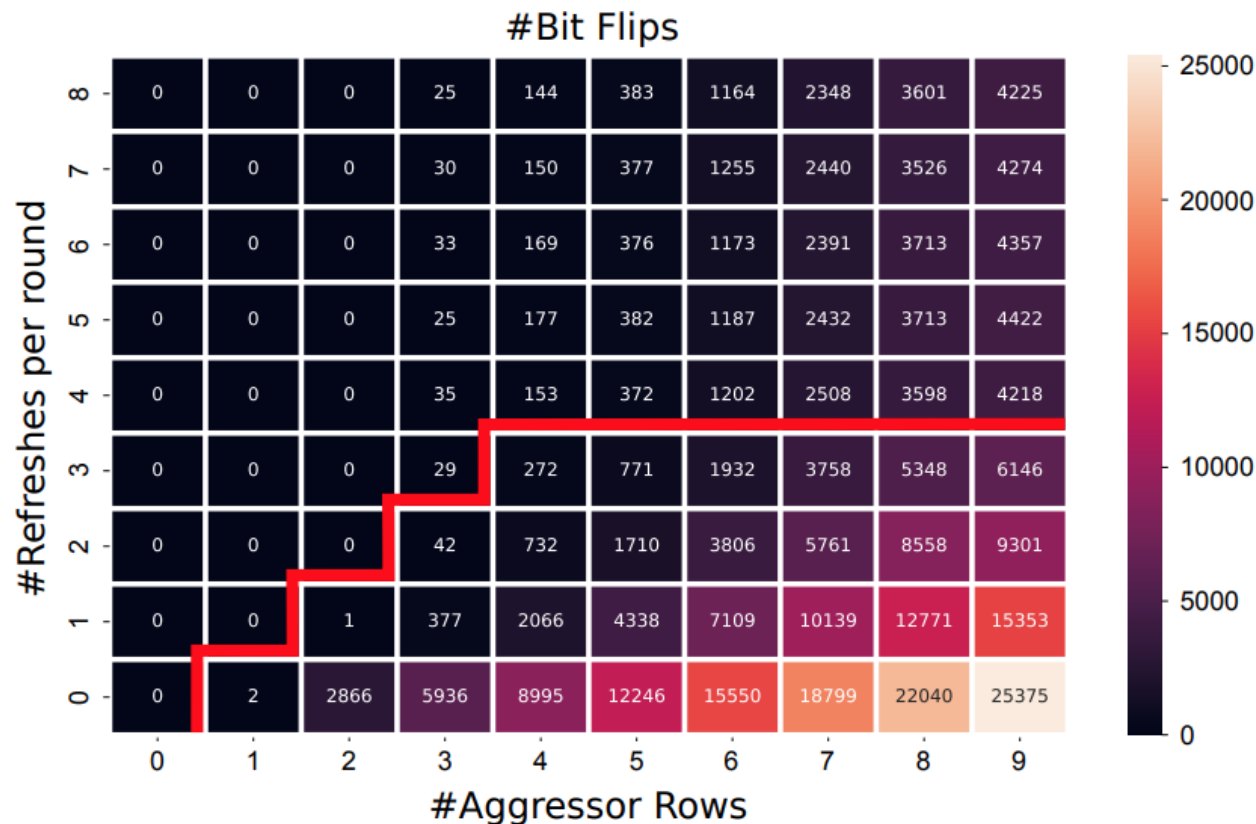 #Bit Flips
8 0 0 0 25 144 383 1164 2348 3601 4225
7 0 0 0 30 150 377 1255 2440 3526 4274
6 0 0 0 33 169 376 1173 2391 3713 4357
5 0 0 0 25 177 382 1187 2432 3713 4422
4 0 0 0 35 153 372 1202 2508 3598 4218
3 0 0 0 29 272 771 1932 3758 5348 6146
2 0 0 0 42 732 1710 3806 5761 8558 9301
1 0 0 1 377 2066 4338 7109 10139 12771 15353
0 0 2 2866 5936 8995 12246 15550 18799 22040 25375
0 1 2 3 4 5 6 7 8 9
#Aggressor Rows
#Refreshes per round
25000
20000
15000
10000
5000
0